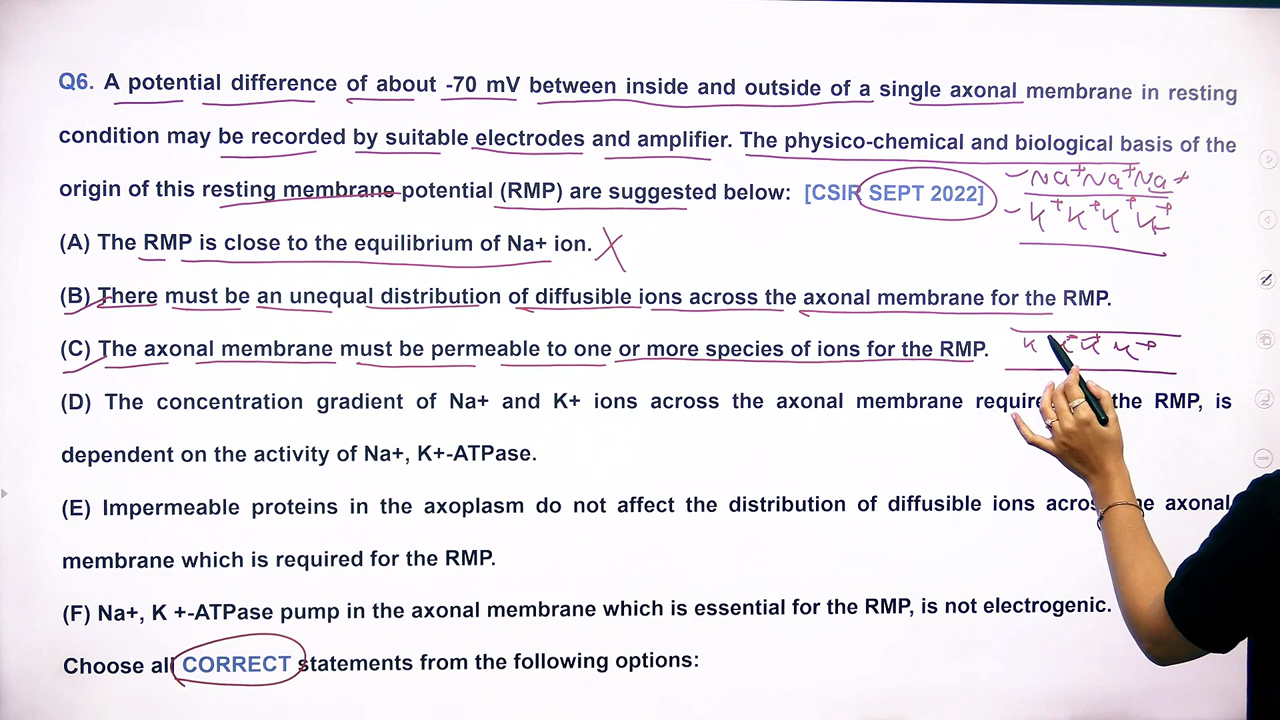 Q6. A potential difference of about -70 mV between inside and outside of a single axonal membrane in resting
condition may be recorded by suitable electrodes and amplifier. The physico-chemical and biological basis of the
origin of this resting membrane potential (RMP) are suggested below: [CSIR SEPT 2022]
Na+ Na+ Na+
K+ K+ K+ K+
(A) The RMP is close to the equilibrium of Na+ ion. X
(B) There must be an unequal distribution of diffusible ions across the axonal membrane for the RMP.
(C) The axonal membrane must be permeable to one or more species of ions for the RMP.
(D) The concentration gradient of Na+ and K+ ions across the axonal membrane the RMP, is
dependent on the activity of Na+, K+-ATPase.
(E) Impermeable proteins in the axoplasm do not affect the distribution of diffusible ions axonal
membrane which is required for the RMP.
(F) Na+, K +-ATPase pump in the axonal membrane which is essential for the RMP, is not electrogenic.
Choose all CORRECT statements from the following options: